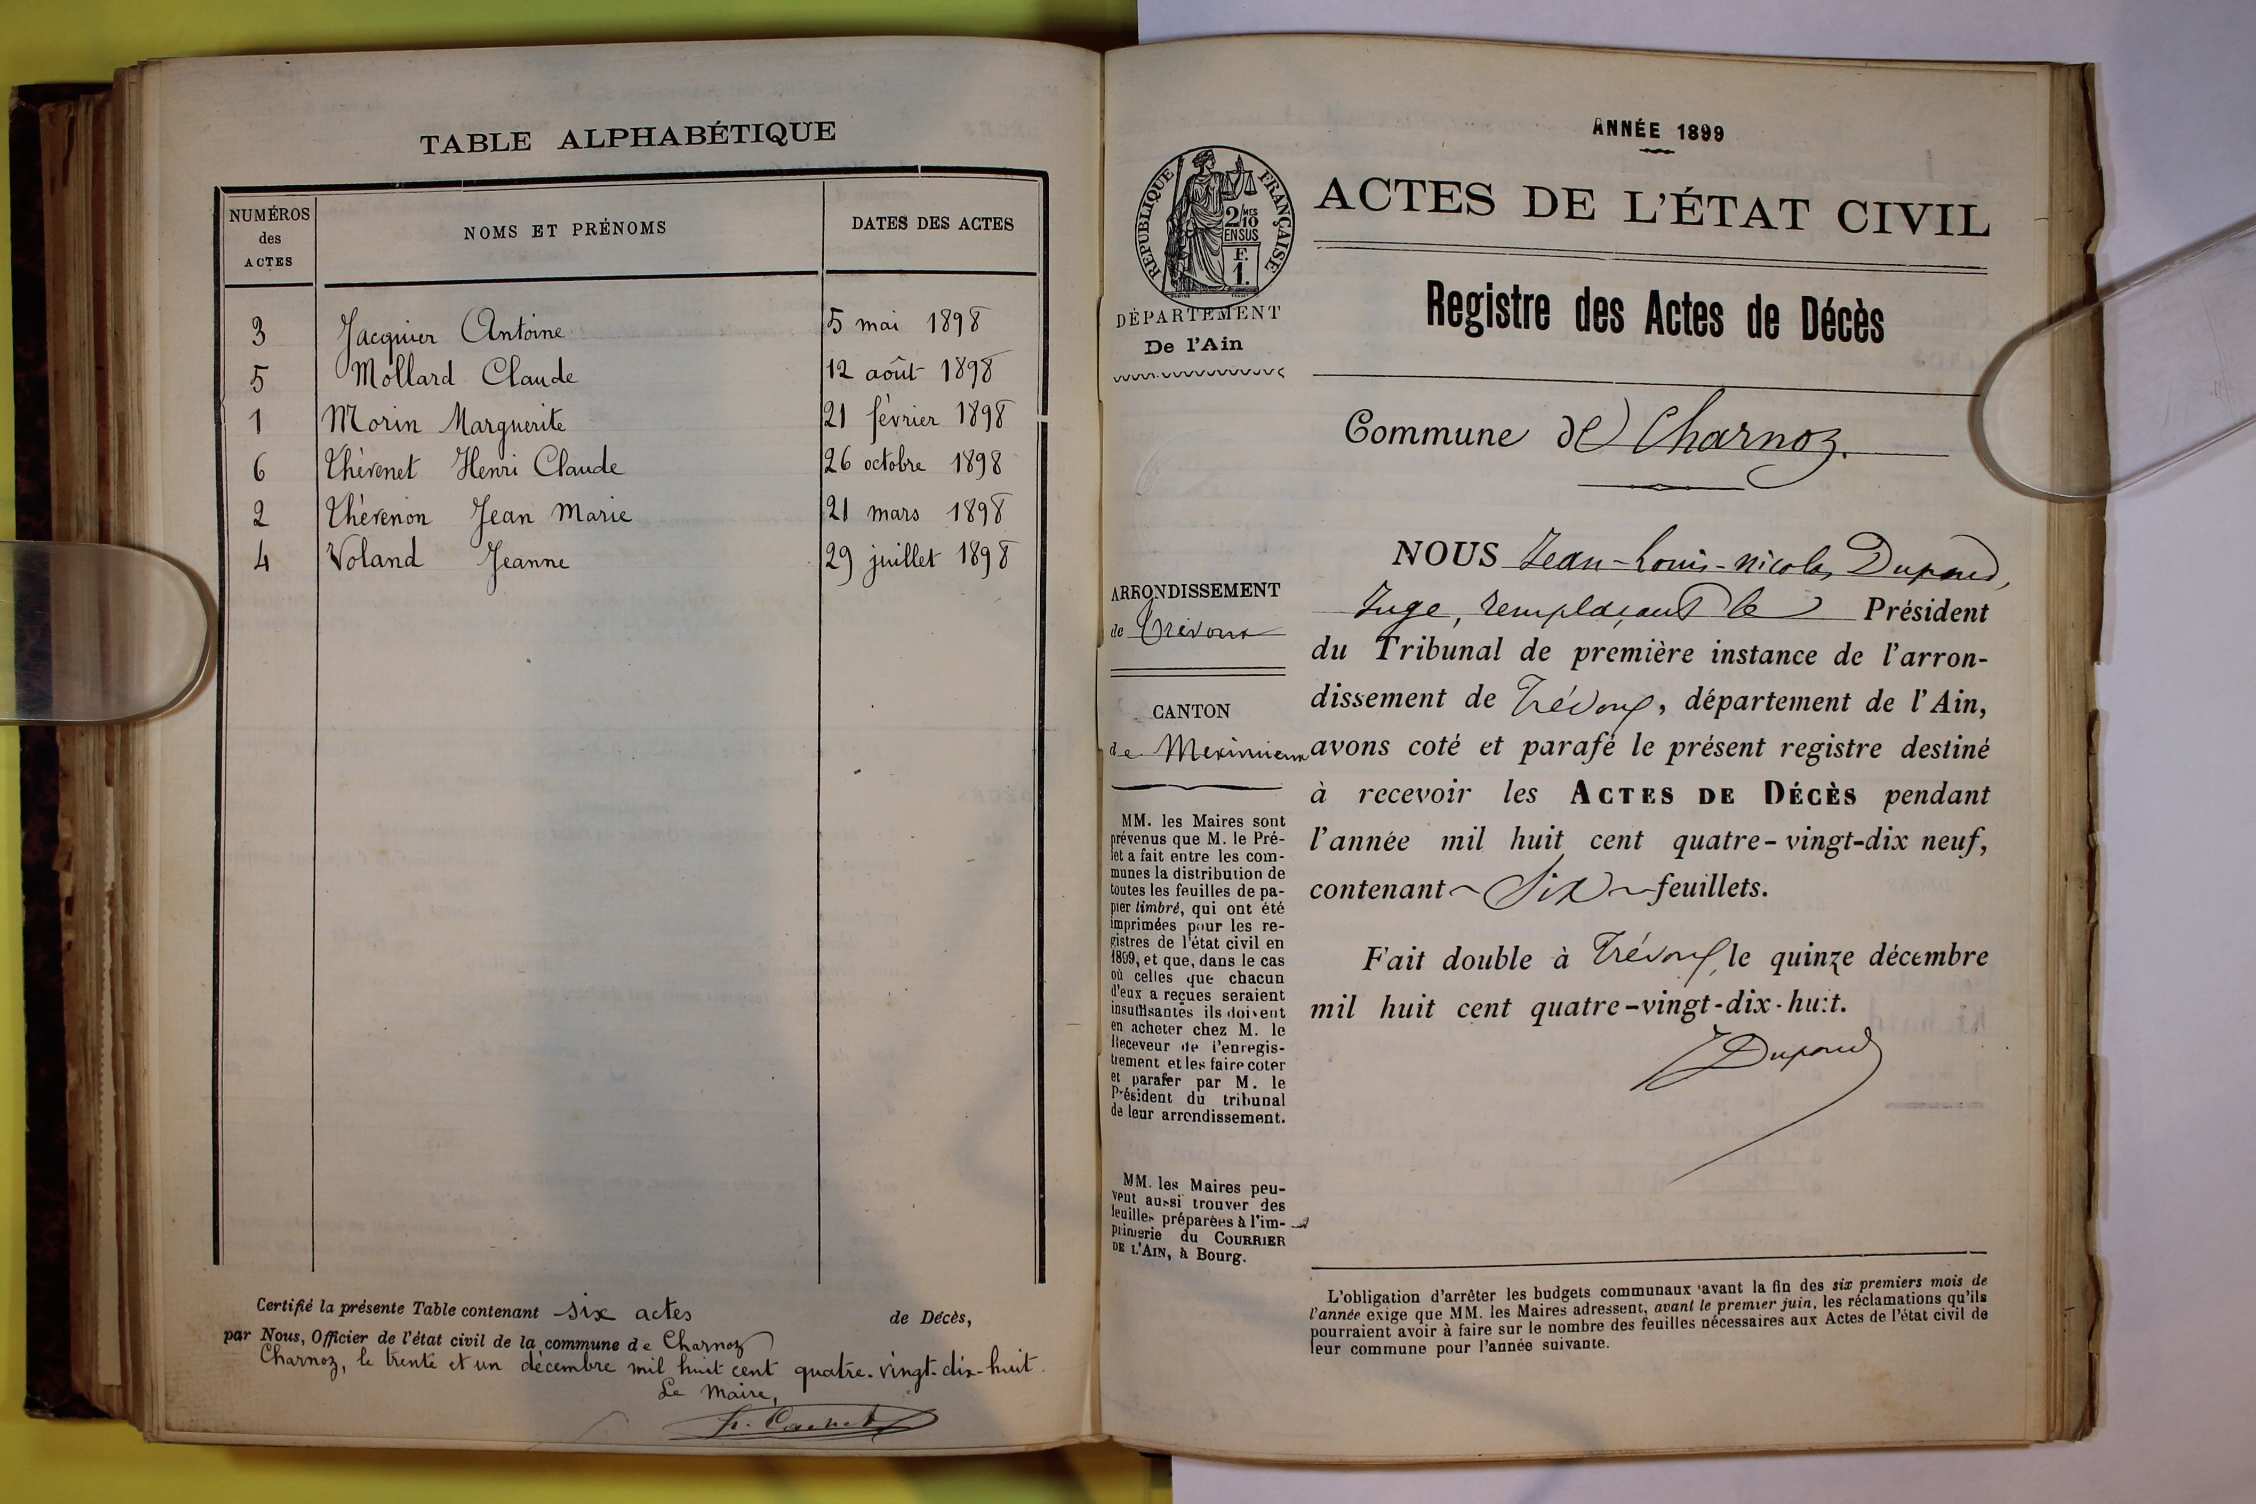 TABLE ALPHABÉTIQUE
NUMÉROS des ACTES
NOMS ET PRÉNOMS
DATES DES ACTES
3 Jacquier Antoine 5 mai 1898
5 Mollard Claude 12 août 1898
1 Morin Marguerite 21 février 1898
6 Thévenet Henri Claude 26 octobre 1898
2 Thévenon Jean Marie 21 mars 1898
4 Voland Jeanne 29 juillet 1898
Certifié la présente Table contenant six actes de Décès,
par Nous, Officier de l'état civil de la commune de Charnoz
Charnoz, le trente et un décembre mil huit cent quatre-vingt-dix-huit.
Le Maire,
ANNÉE 1899
RÉPUBLIQUE FRANÇAISE
2/MES
10
EN SUS
F.
1.
DÉPARTEMENT
De l'Ain
ACTES DE L'ÉTAT CIVIL
Registre des Actes de Décès
Commune de Charnoz.
ARRONDISSEMENT
de Trévoux
CANTON
de Meximieux
MM. les Maires sont
prévenus que M. le Pré-
fet a fait entre les com-
munes la distribution de
toutes les feuilles de pa-
pier timbré, qui ont été
imprimées pour les re-
gistres de l'état civil en
1899, et que, dans le cas
où celles que chacun
d'eux a reçues seraient
insuffisantes ils doivent
en acheter chez M. le
Receveur de l'enregis-
trement et les faire coter
et parafer par M. le
Président du tribunal
de leur arrondissement.
MM. les Maires peu-
vent aussi trouver des
feuilles préparées à l'im-
primerie du COURRIER
DE L'AIN, à Bourg.
NOUS Jean-Louis-Nicolas Dupond,
Juge, remplaçant le Président
du Tribunal de première instance de l'arron-
dissement de Trévoux, département de l'Ain,
avons coté et parafé le présent registre destiné
à recevoir les ACTES DE DÉCÈS pendant
l'année mil huit cent quatre-vingt-dix neuf,
contenant six feuillets.
Fait double à Trévoux, le quinze décembre
mil huit cent quatre-vingt-dix-huit.
Dupond
L'obligation d'arrêter les budgets communaux avant la fin des six premiers mois de
l'année exige que MM. les Maires adressent, avant le premier juin, les réclamations qu'ils
pourraient avoir à faire sur le nombre des feuilles nécessaires aux Actes de l'état civil de
leur commune pour l'année suivante.